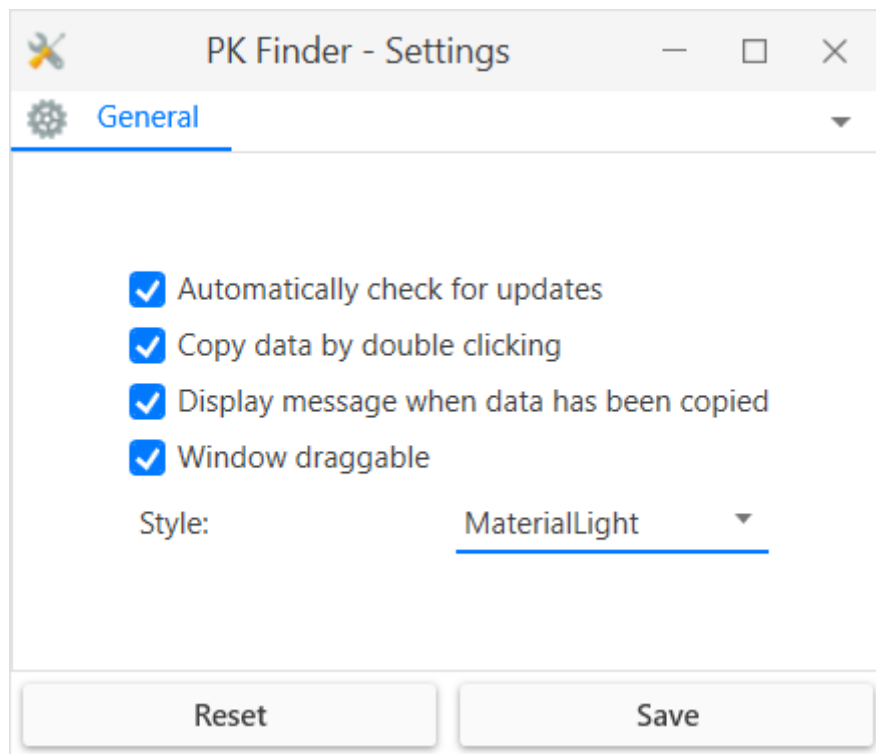 PK Finder - Settings
General
Automatically check for updates
Copy data by double clicking
Display message when data has been copied
Window draggable
Style: MaterialLight
Reset Save